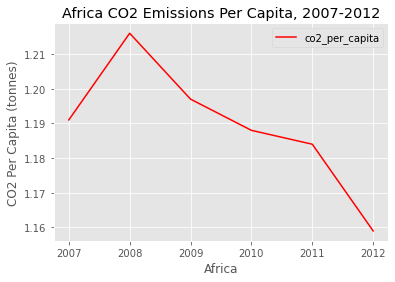 Africa CO2 Emissions Per Capita, 2007-2012
co2_per_capita
CO2 Per Capita (tonnes)
1.21
1.20
1.19
1.18
1.17
1.16
2007 2008 2009 2010 2011 2012
Africa